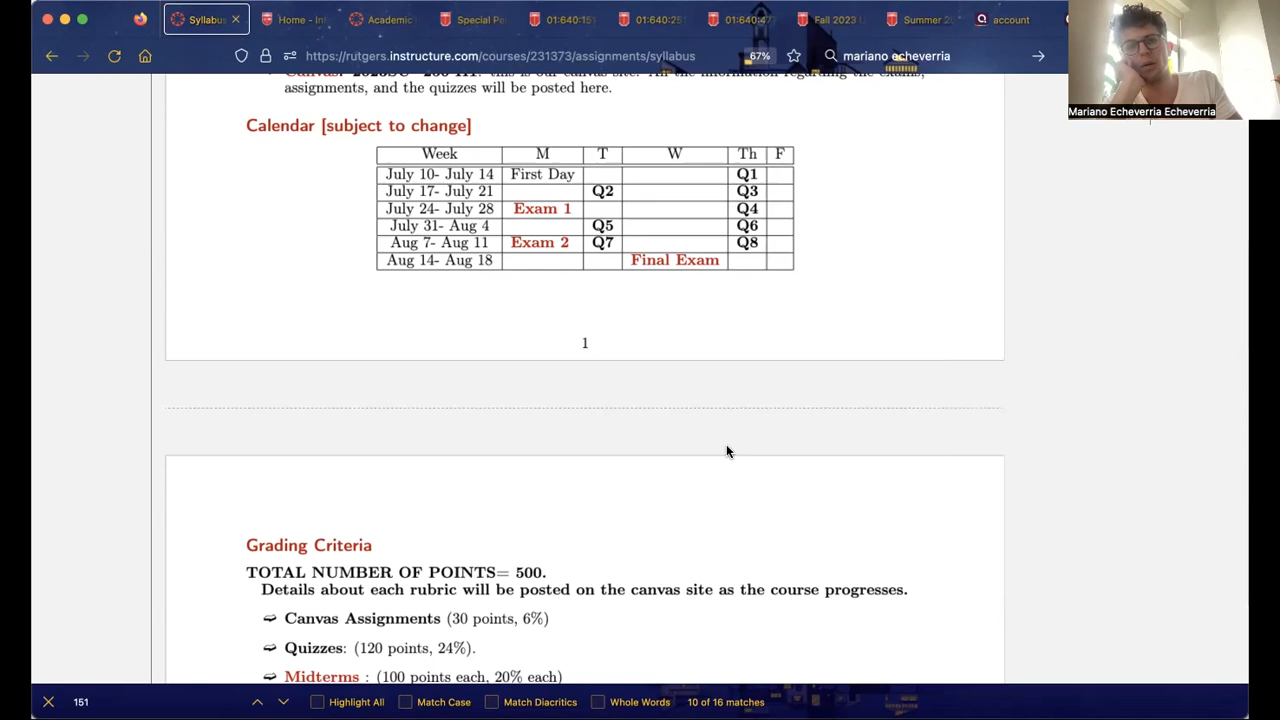 Syllabus
Home - Int
Academic
Special Pe
01:640:151
01:640:251
01:640:47
Fall 2023 U
Summer 20
account
https://rutgers.instructure.com/courses/231373/assignments/syllabus
67%
mariano echeverria
Mariano Echeverria Echeverria
assignments, and the quizzes will be posted here.
Calendar [subject to change]
Week M T W Th F
July 10- July 14 First Day Q1
July 17- July 21 Q2 Q3
July 24- July 28 Exam 1 Q4
July 31- Aug 4 Q5 Q6
Aug 7- Aug 11 Exam 2 Q7 Q8
Aug 14- Aug 18 Final Exam
1
Grading Criteria
TOTAL NUMBER OF POINTS= 500.
Details about each rubric will be posted on the canvas site as the course progresses.
Canvas Assignments (30 points, 6%)
Quizzes: (120 points, 24%).
Midterms : (100 points each, 20% each)
151
Highlight All
Match Case
Match Diacritics
Whole Words
10 of 16 matches